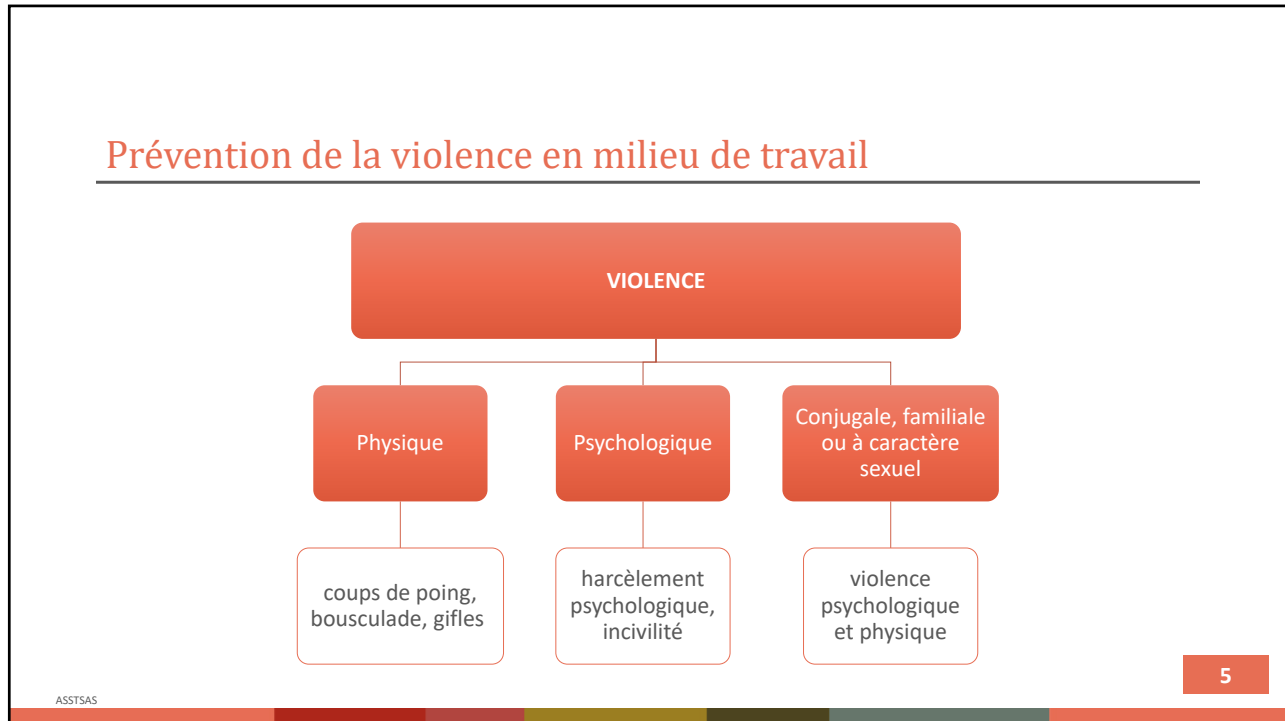 Prévention de la violence en milieu de travail
VIOLENCE
Physique
Psychologique
Conjugale, familiale
ou à caractère
sexuel
coups de poing,
bousculade, gifles
harcèlement
psychologique,
incivilité
violence
psychologique
et physique
5
ASSTSAS